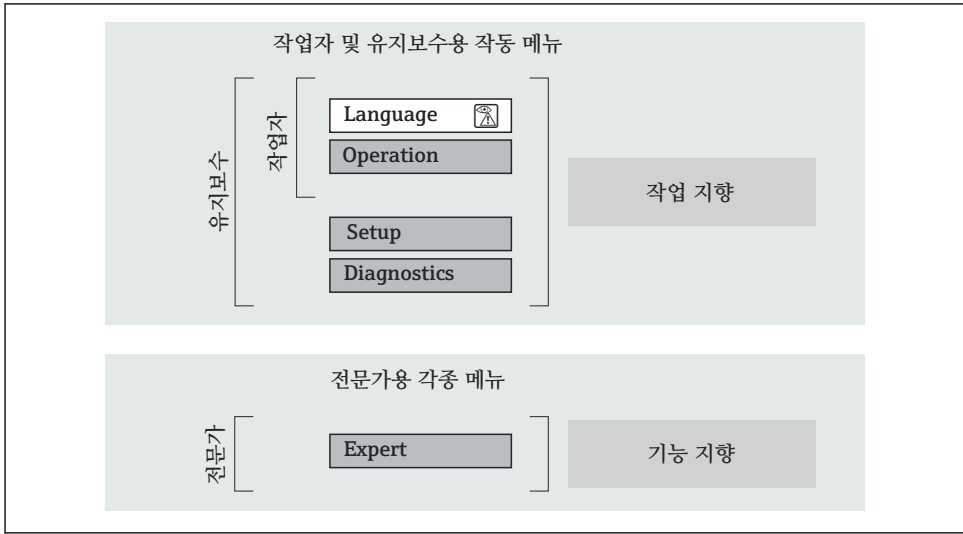 작업자 및 유지보수용 작동 메뉴
유지보수
작업자
Language
Operation
Setup
Diagnostics
작업 지향
전문가용 각종 메뉴
전문가
Expert
기능 지향